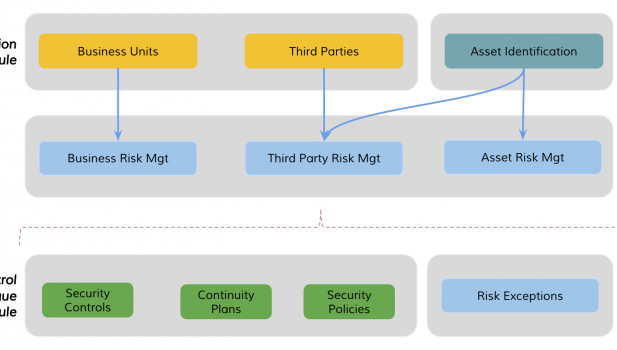 Business Units
Third Parties
Asset Identification
ion
ule
Business Risk Mgt
Third Party Risk Mgt
Asset Risk Mgt
trol
gue
ule
Security
Controls
Continuity
Plans
Security
Policies
Risk Exceptions